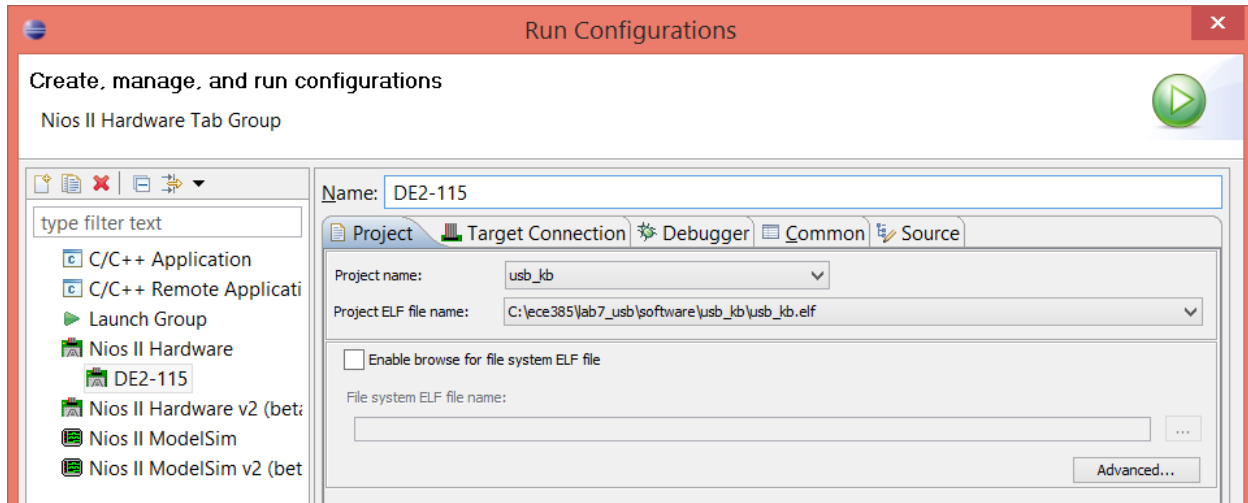 Run Configurations
Create, manage, and run configurations
Nios II Hardware Tab Group
type filter text
C/C++ Application
C/C++ Remote Applicati
Launch Group
Nios II Hardware
DE2-115
Nios II Hardware v2 (beta
Nios II ModelSim
Nios II ModelSim v2 (bet
Name: DE2-115
Project Target Connection Debugger Common Source
Project name: usb_kb
Project ELF file name: C:\ece385\lab7_usb\software\usb_kb\usb_kb.elf
Enable browse for file system ELF file
File system ELF file name:
...
Advanced...